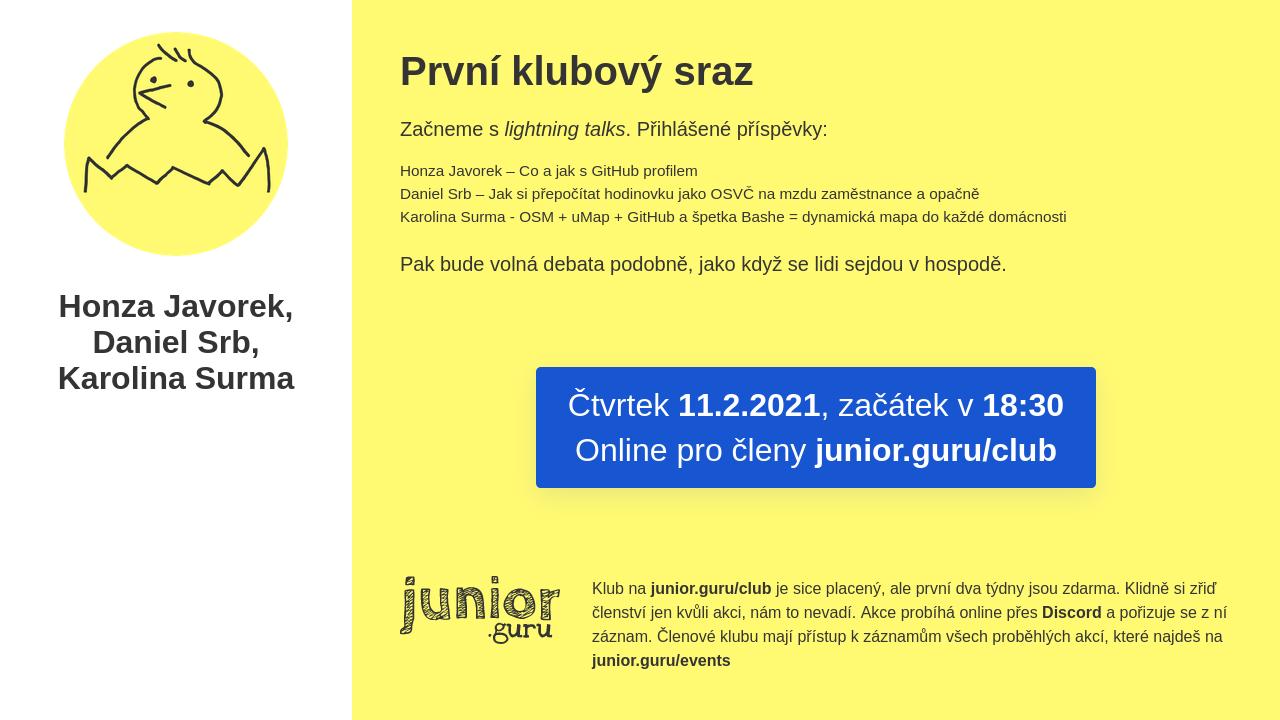 Honza Javorek,
Daniel Srb,
Karolina Surma
První klubový sraz
Začneme s lightning talks. Přihlášené příspěvky:
Honza Javorek – Co a jak s GitHub profilem
Daniel Srb – Jak si přepočítat hodinovku jako OSVČ na mzdu zaměstnance a opačně
Karolina Surma - OSM + uMap + GitHub a špetka Bashe = dynamická mapa do každé domácnosti
Pak bude volná debata podobně, jako když se lidi sejdou v hospodě.
Čtvrtek 11.2.2021, začátek v 18:30
Online pro členy junior.guru/club
junior
.guru
Klub na junior.guru/club je sice placený, ale první dva týdny jsou zdarma. Klidně si zřiď
členství jen kvůli akci, nám to nevadí. Akce probíhá online přes Discord a pořizuje se z ní
záznam. Členové klubu mají přístup k záznamům všech proběhlých akcí, které najdeš na
junior.guru/events